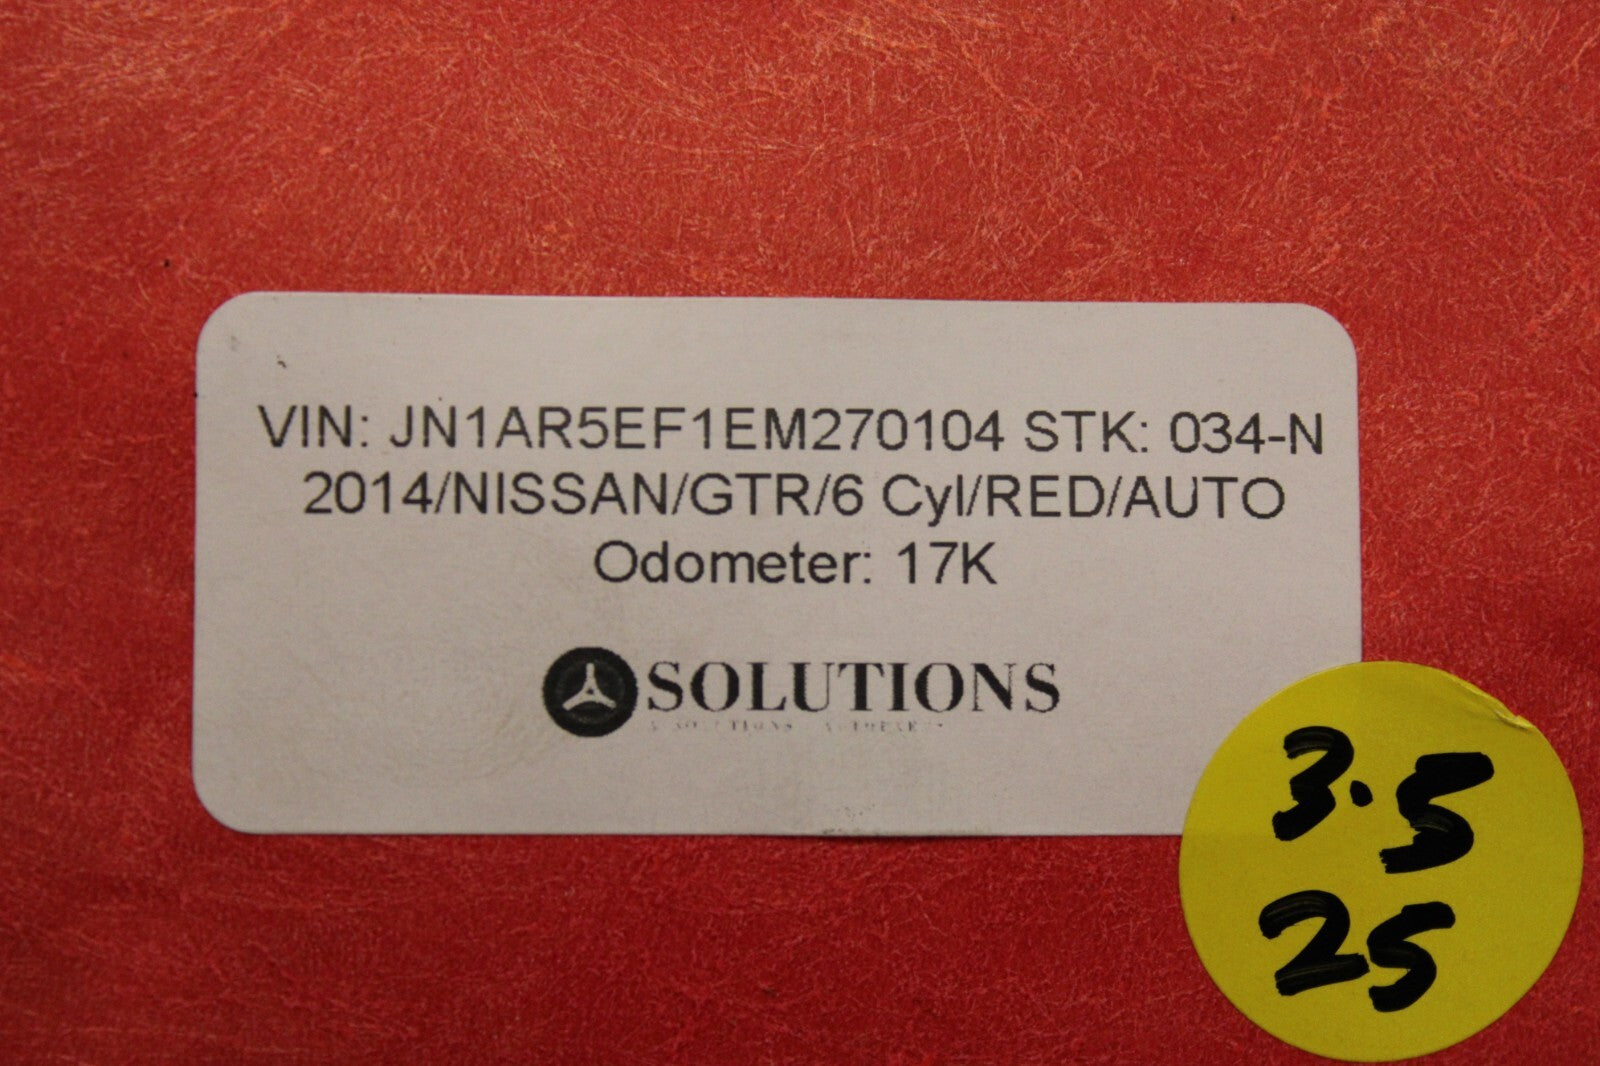 VIN: JN1AR5EF1EM270104 STK: 034-N
2014/NISSAN/GTR/6 Cyl/RED/AUTO
Odometer: 17K
SOLUTIONS
3.5
25